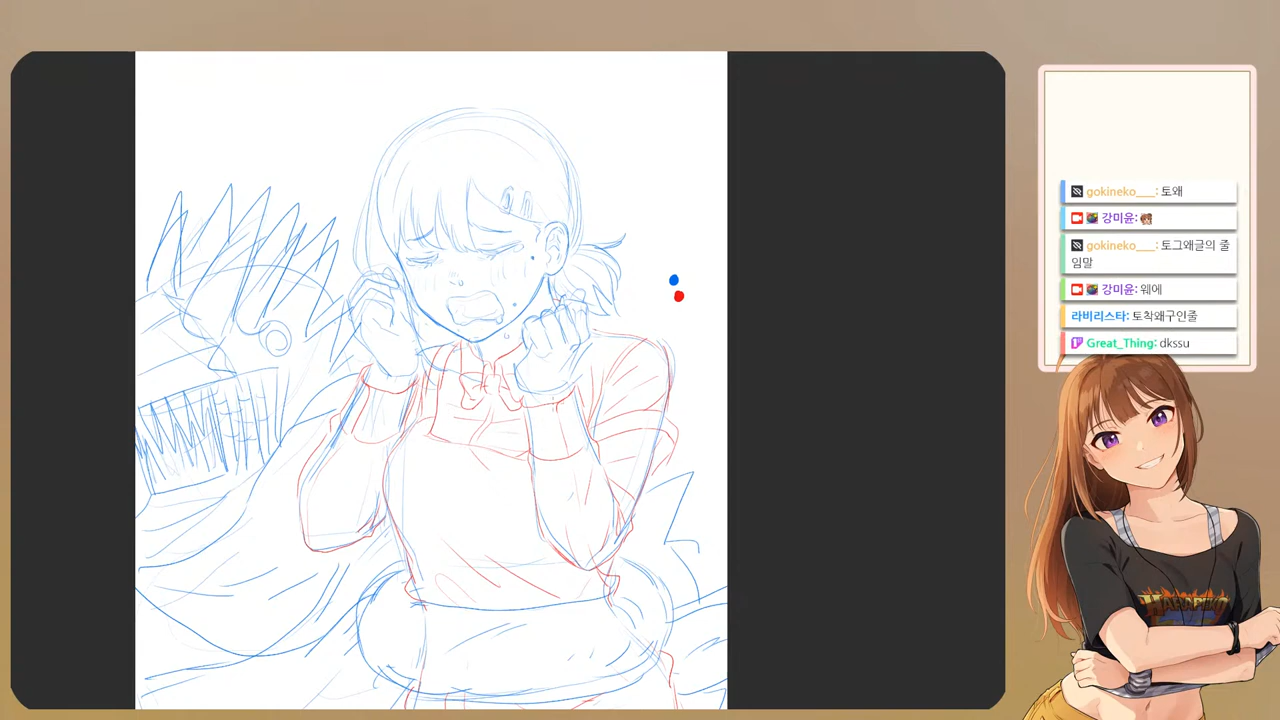 gokineko___: 토왜
강미윤:
gokineko___: 토그왜글의 줄
임말
강미윤: 웨에
라비리스타: 토착왜구인줄
Great_Thing: dkssu
HARAPEKO